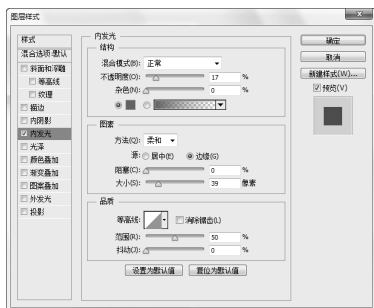 图层样式
样式
混合选项:默认
斜面和浮雕
等高线
纹理
描边
内阴影
内发光
光泽
颜色叠加
渐变叠加
图案叠加
外发光
投影
内发光
结构
混合模式(B): 正常
不透明度(O): 17 %
杂色(N): 0 %
图素
方法(Q): 柔和
源: 居中(E) 边缘(G)
阻塞(C): 0 %
大小(S): 39 像素
品质
等高线: 消除锯齿(L)
范围(R): 50 %
抖动(J): 0 %
设置为默认值 复位为默认值
确定
取消
新建样式(W)...
预览(V)